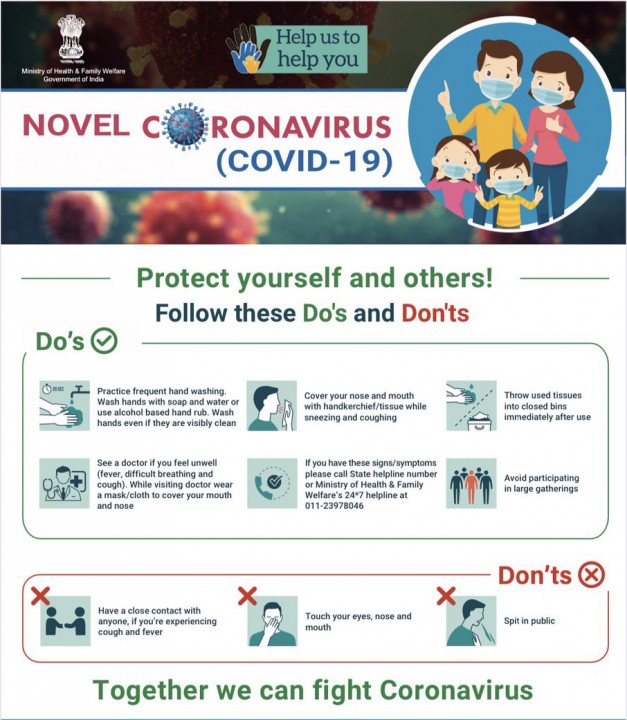 Help us to
help you
Ministry of Health & Family Welfare
Government of India
NOVEL CORONAVIRUS
(COVID-19)
Protect yourself and others!
Follow these Do's and Don'ts
Do's
20 SEC
Practice frequent hand washing.
Wash hands with soap and water or
use alcohol based hand rub. Wash
hands even if they are visibly clean
Cover your nose and mouth
with handkerchief/tissue while
sneezing and coughing
Throw used tissues
into closed bins
immediately after use
See a doctor if you feel unwell
(fever, difficult breathing and
cough). While visiting doctor wear
a mask/cloth to cover your mouth
and nose
If you have these signs/symptoms
please call State helpline number
or Ministry of Health & Family
Welfare's 24*7 helpline at
011-23978046
Avoid participating
in large gatherings
Don'ts
Have a close contact with
anyone, if you're experiencing
cough and fever
Touch your eyes, nose and
mouth
Spit in public
Together we can fight Coronavirus